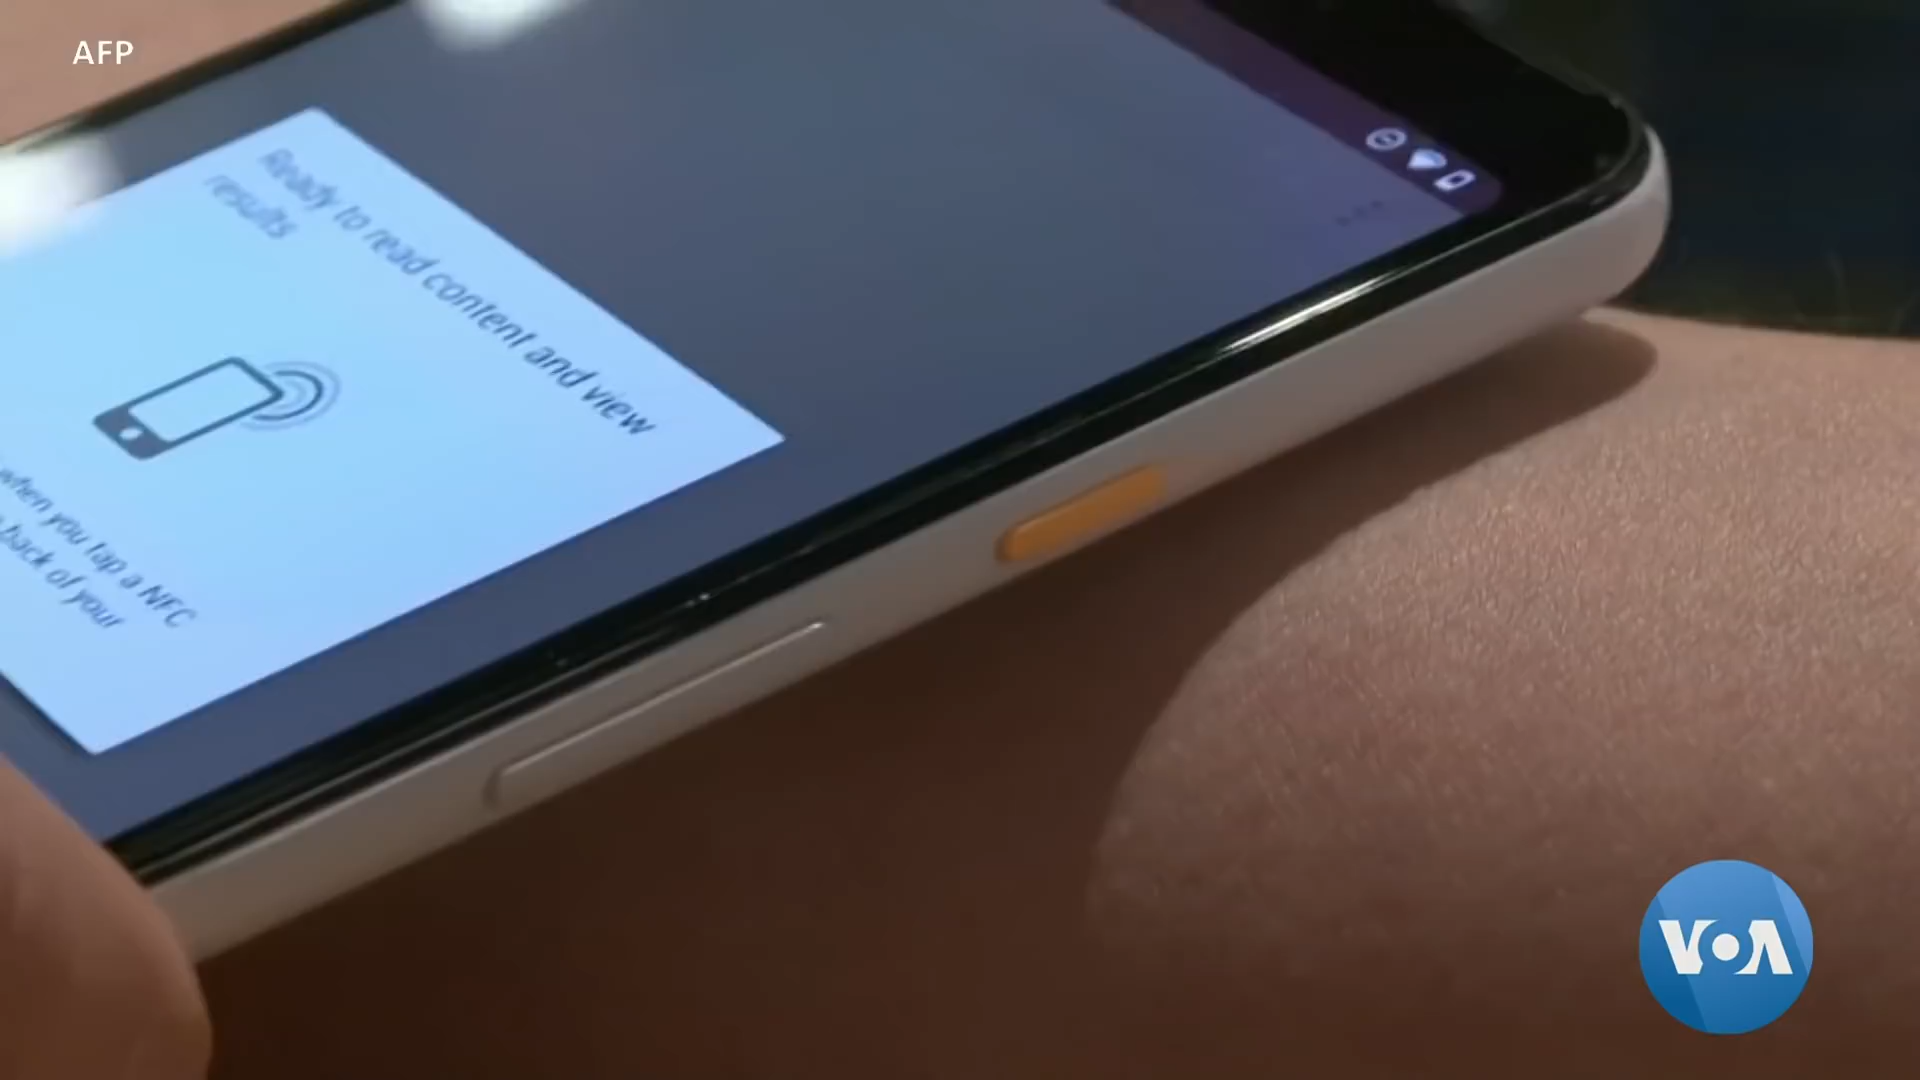 AFP
Ready to read content and view
results
when you tap a NFC
back of your
VOA